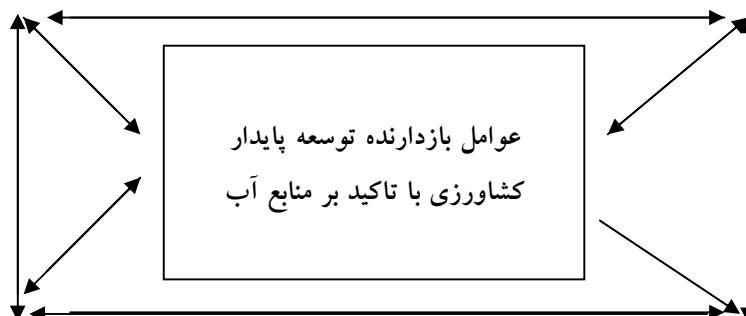 عوامل بازدارنده توسعه پایدار
کشاورزی با تاکید بر منابع آب